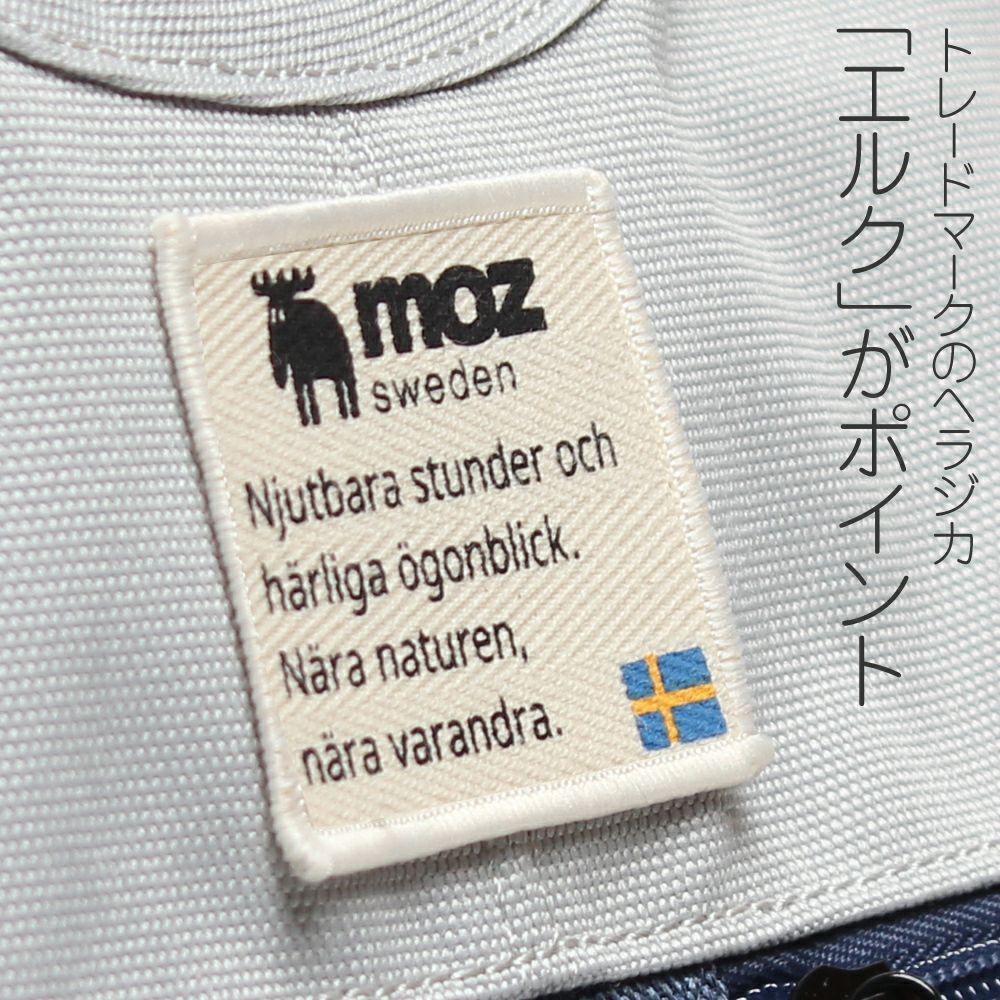 トレードマークのヘラジカ
「エルク」がポイント
moz
sweden
Njutbara stunder och
härliga ögonblick.
Nära naturen,
nära varandra.